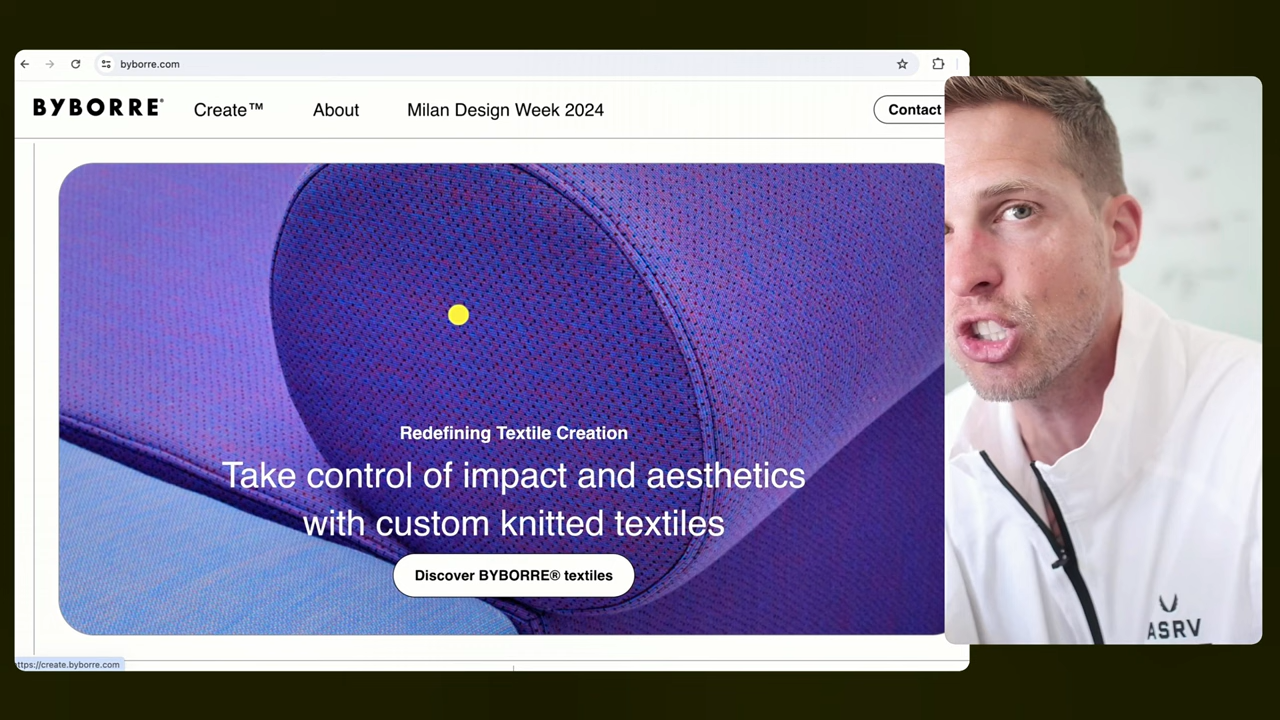 byborre.com
BYBORRE®
Create™
About
Milan Design Week 2024
Contact
Redefining Textile Creation
Take control of impact and aesthetics
with custom knitted textiles
Discover BYBORRE® textiles
ttps://create.byborre.com
ASRV